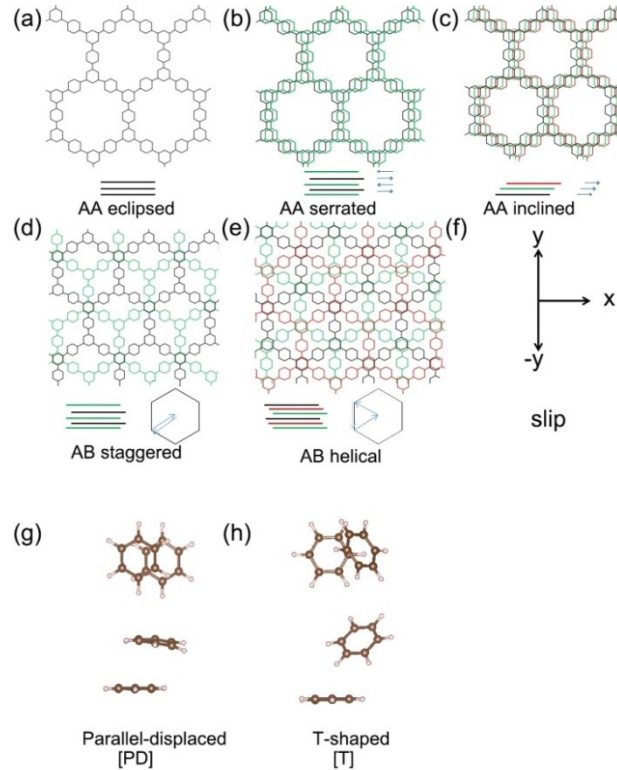 (a)
(b)
(c)
AA eclipsed
AA serrated
AA inclined
(d)
(e)
(f)
y
x
-y
slip
AB staggered
AB helical
(g)
(h)
Parallel-displaced
[PD]
T-shaped
[T]